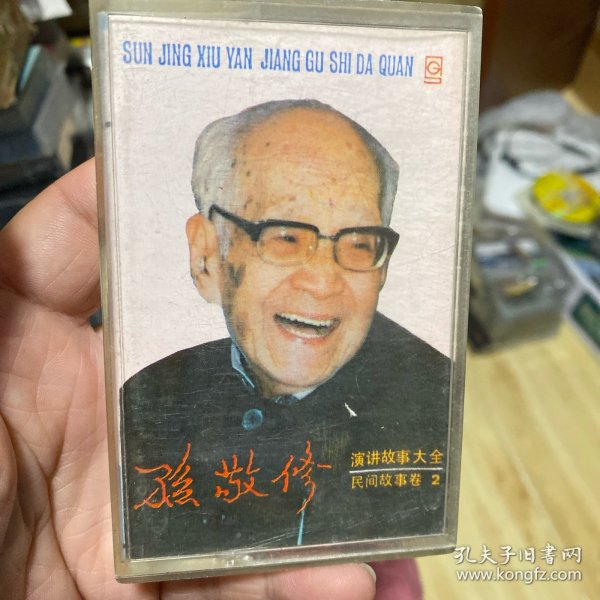 SUN JING XIU YAN JIANG GU SHI DA QUAN
孫敬修
演讲故事大全
民间故事卷 2
孔夫子旧書网
www.kongfz.com